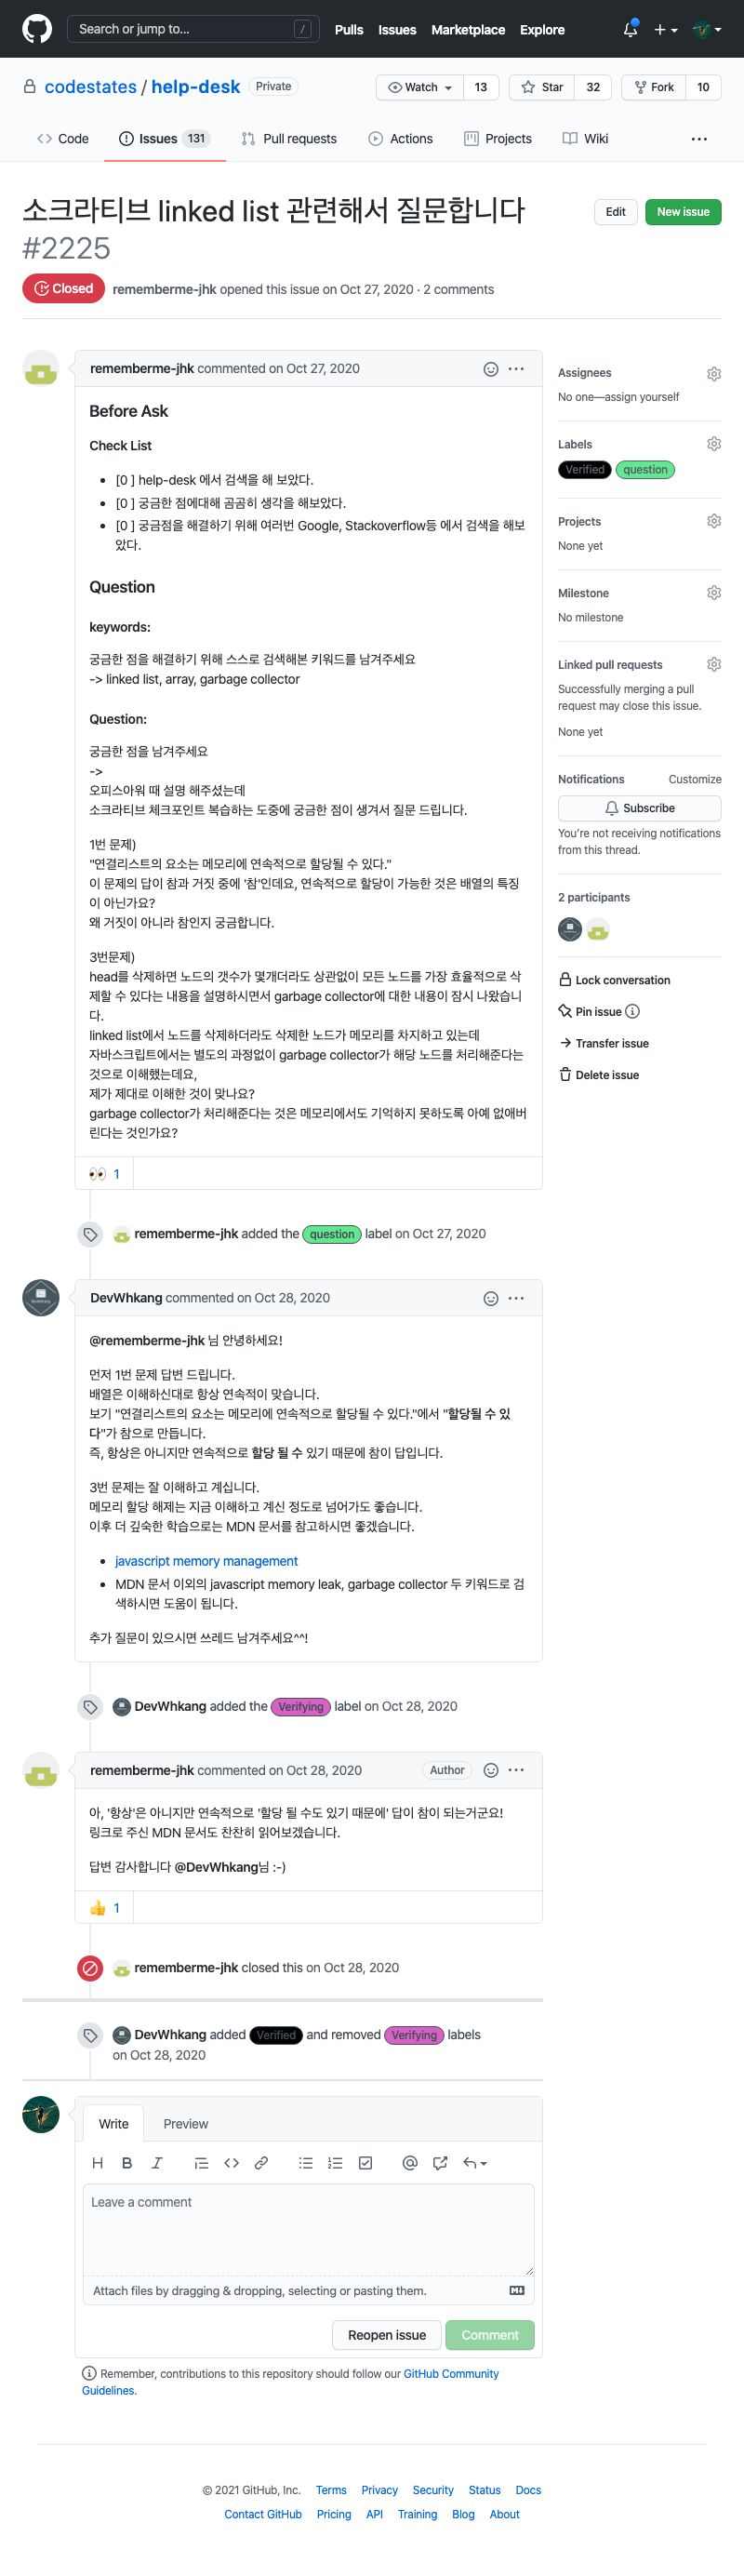 Search or jump to... /
Pulls Issues Marketplace Explore
codestates / help-desk Private
Watch 13 Star 32 Fork 10
Code Issues 131 Pull requests Actions Projects Wiki
소크라티브 linked list 관련해서 질문합니다
#2225
Edit New issue
Closed rememberme-jhk opened this issue on Oct 27, 2020 · 2 comments
rememberme-jhk commented on Oct 27, 2020
Before Ask
Check List
• [0 ] help-desk 에서 검색을 해 보았다.
• [0 ] 궁금한 점에대해 곰곰히 생각을 해보았다.
• [0 ] 궁금점을 해결하기 위해 여러번 Google, Stackoverflow등 에서 검색을 해보
았다.
Question
keywords:
궁금한 점을 해결하기 위해 스스로 검색해본 키워드를 남겨주세요
-> linked list, array, garbage collector
Question:
궁금한 점을 남겨주세요
->
오피스아워 때 설명 해주셨는데
소크라티브 체크포인트 복습하는 도중에 궁금한 점이 생겨서 질문 드립니다.
1번 문제)
"연결리스트의 요소는 메모리에 연속적으로 할당될 수 있다."
이 문제의 답이 참과 거짓 중에 '참'인데요, 연속적으로 할당이 가능한 것은 배열의 특징
이 아닌가요?
왜 거짓이 아니라 참인지 궁금합니다.
3번문제)
head를 삭제하면 노드의 갯수가 몇개더라도 상관없이 모든 노드를 가장 효율적으로 삭
제할 수 있다는 내용을 설명하시면서 garbage collector에 대한 내용이 잠시 나왔습니
다.
linked list에서 노드를 삭제하더라도 삭제한 노드가 메모리를 차지하고 있는데
자바스크립트에서는 별도의 과정없이 garbage collector가 해당 노드를 처리해준다는
것으로 이해했는데요,
제가 제대로 이해한 것이 맞나요?
garbage collector가 처리해준다는 것은 메모리에서도 기억하지 못하도록 아예 없애버
린다는 것인가요?
1
rememberme-jhk added the question label on Oct 27, 2020
DevWhkang commented on Oct 28, 2020
@rememberme-jhk 님 안녕하세요!
먼저 1번 문제 답변 드립니다.
배열은 이해하신대로 항상 연속적이 맞습니다.
보기 "연결리스트의 요소는 메모리에 연속적으로 할당될 수 있다."에서 "할당될 수 있
다"가 참으로 만듭니다.
즉, 항상은 아니지만 연속적으로 할당 될 수 있기 때문에 참이 답입니다.
3번 문제는 잘 이해하고 계십니다.
메모리 할당 해제는 지금 이해하고 계신 정도로 넘어가도 좋습니다.
이후 더 깊숙한 학습으로는 MDN 문서를 참고하시면 좋겠습니다.
• javascript memory management
• MDN 문서 이외의 javascript memory leak, garbage collector 두 키워드로 검
색하시면 도움이 됩니다.
추가 질문이 있으시면 쓰레드 남겨주세요^^!
DevWhkang added the Verifying label on Oct 28, 2020
rememberme-jhk commented on Oct 28, 2020 Author
아, '항상'은 아니지만 연속적으로 '할당 될 수도 있기 때문에' 답이 참이 되는거군요!
링크로 주신 MDN 문서도 찬찬히 읽어보겠습니다.
답변 감사합니다 @DevWhkang님 :-)
1
rememberme-jhk closed this on Oct 28, 2020
DevWhkang added Verified and removed Verifying labels
on Oct 28, 2020
Write Preview
Leave a comment
Attach files by dragging & dropping, selecting or pasting them.
Reopen issue Comment
Remember, contributions to this repository should follow our GitHub Community
Guidelines.
Assignees
No one—assign yourself
Labels
Verified question
Projects
None yet
Milestone
No milestone
Linked pull requests
Successfully merging a pull
request may close this issue.
None yet
Notifications Customize
Subscribe
You're not receiving notifications
from this thread.
2 participants
Lock conversation
Pin issue
Transfer issue
Delete issue
© 2021 GitHub, Inc. Terms Privacy Security Status Docs
Contact GitHub Pricing API Training Blog About